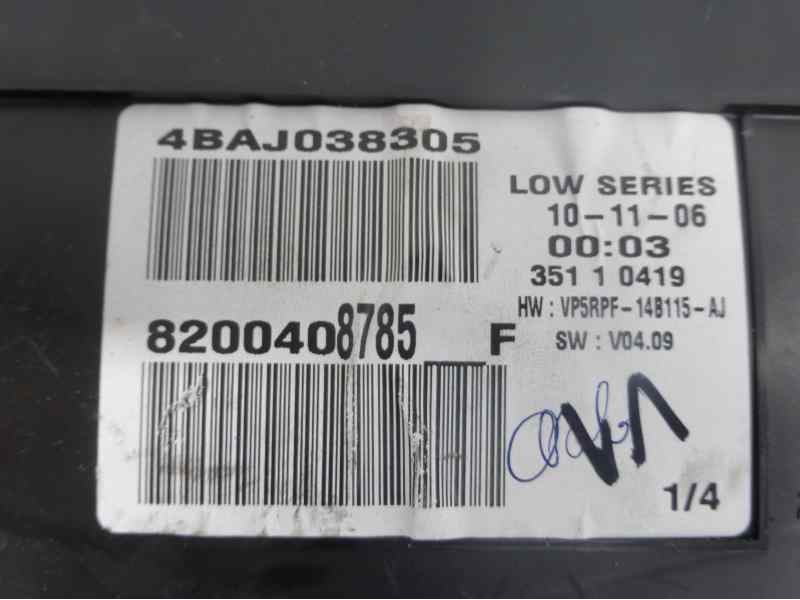 4BAJ038305
LOW SERIES
10-11-06
00:03
351 1 0419
HW : VP5RPF-14B115-AJ
SW : V04.09
8200408785__F
1/4